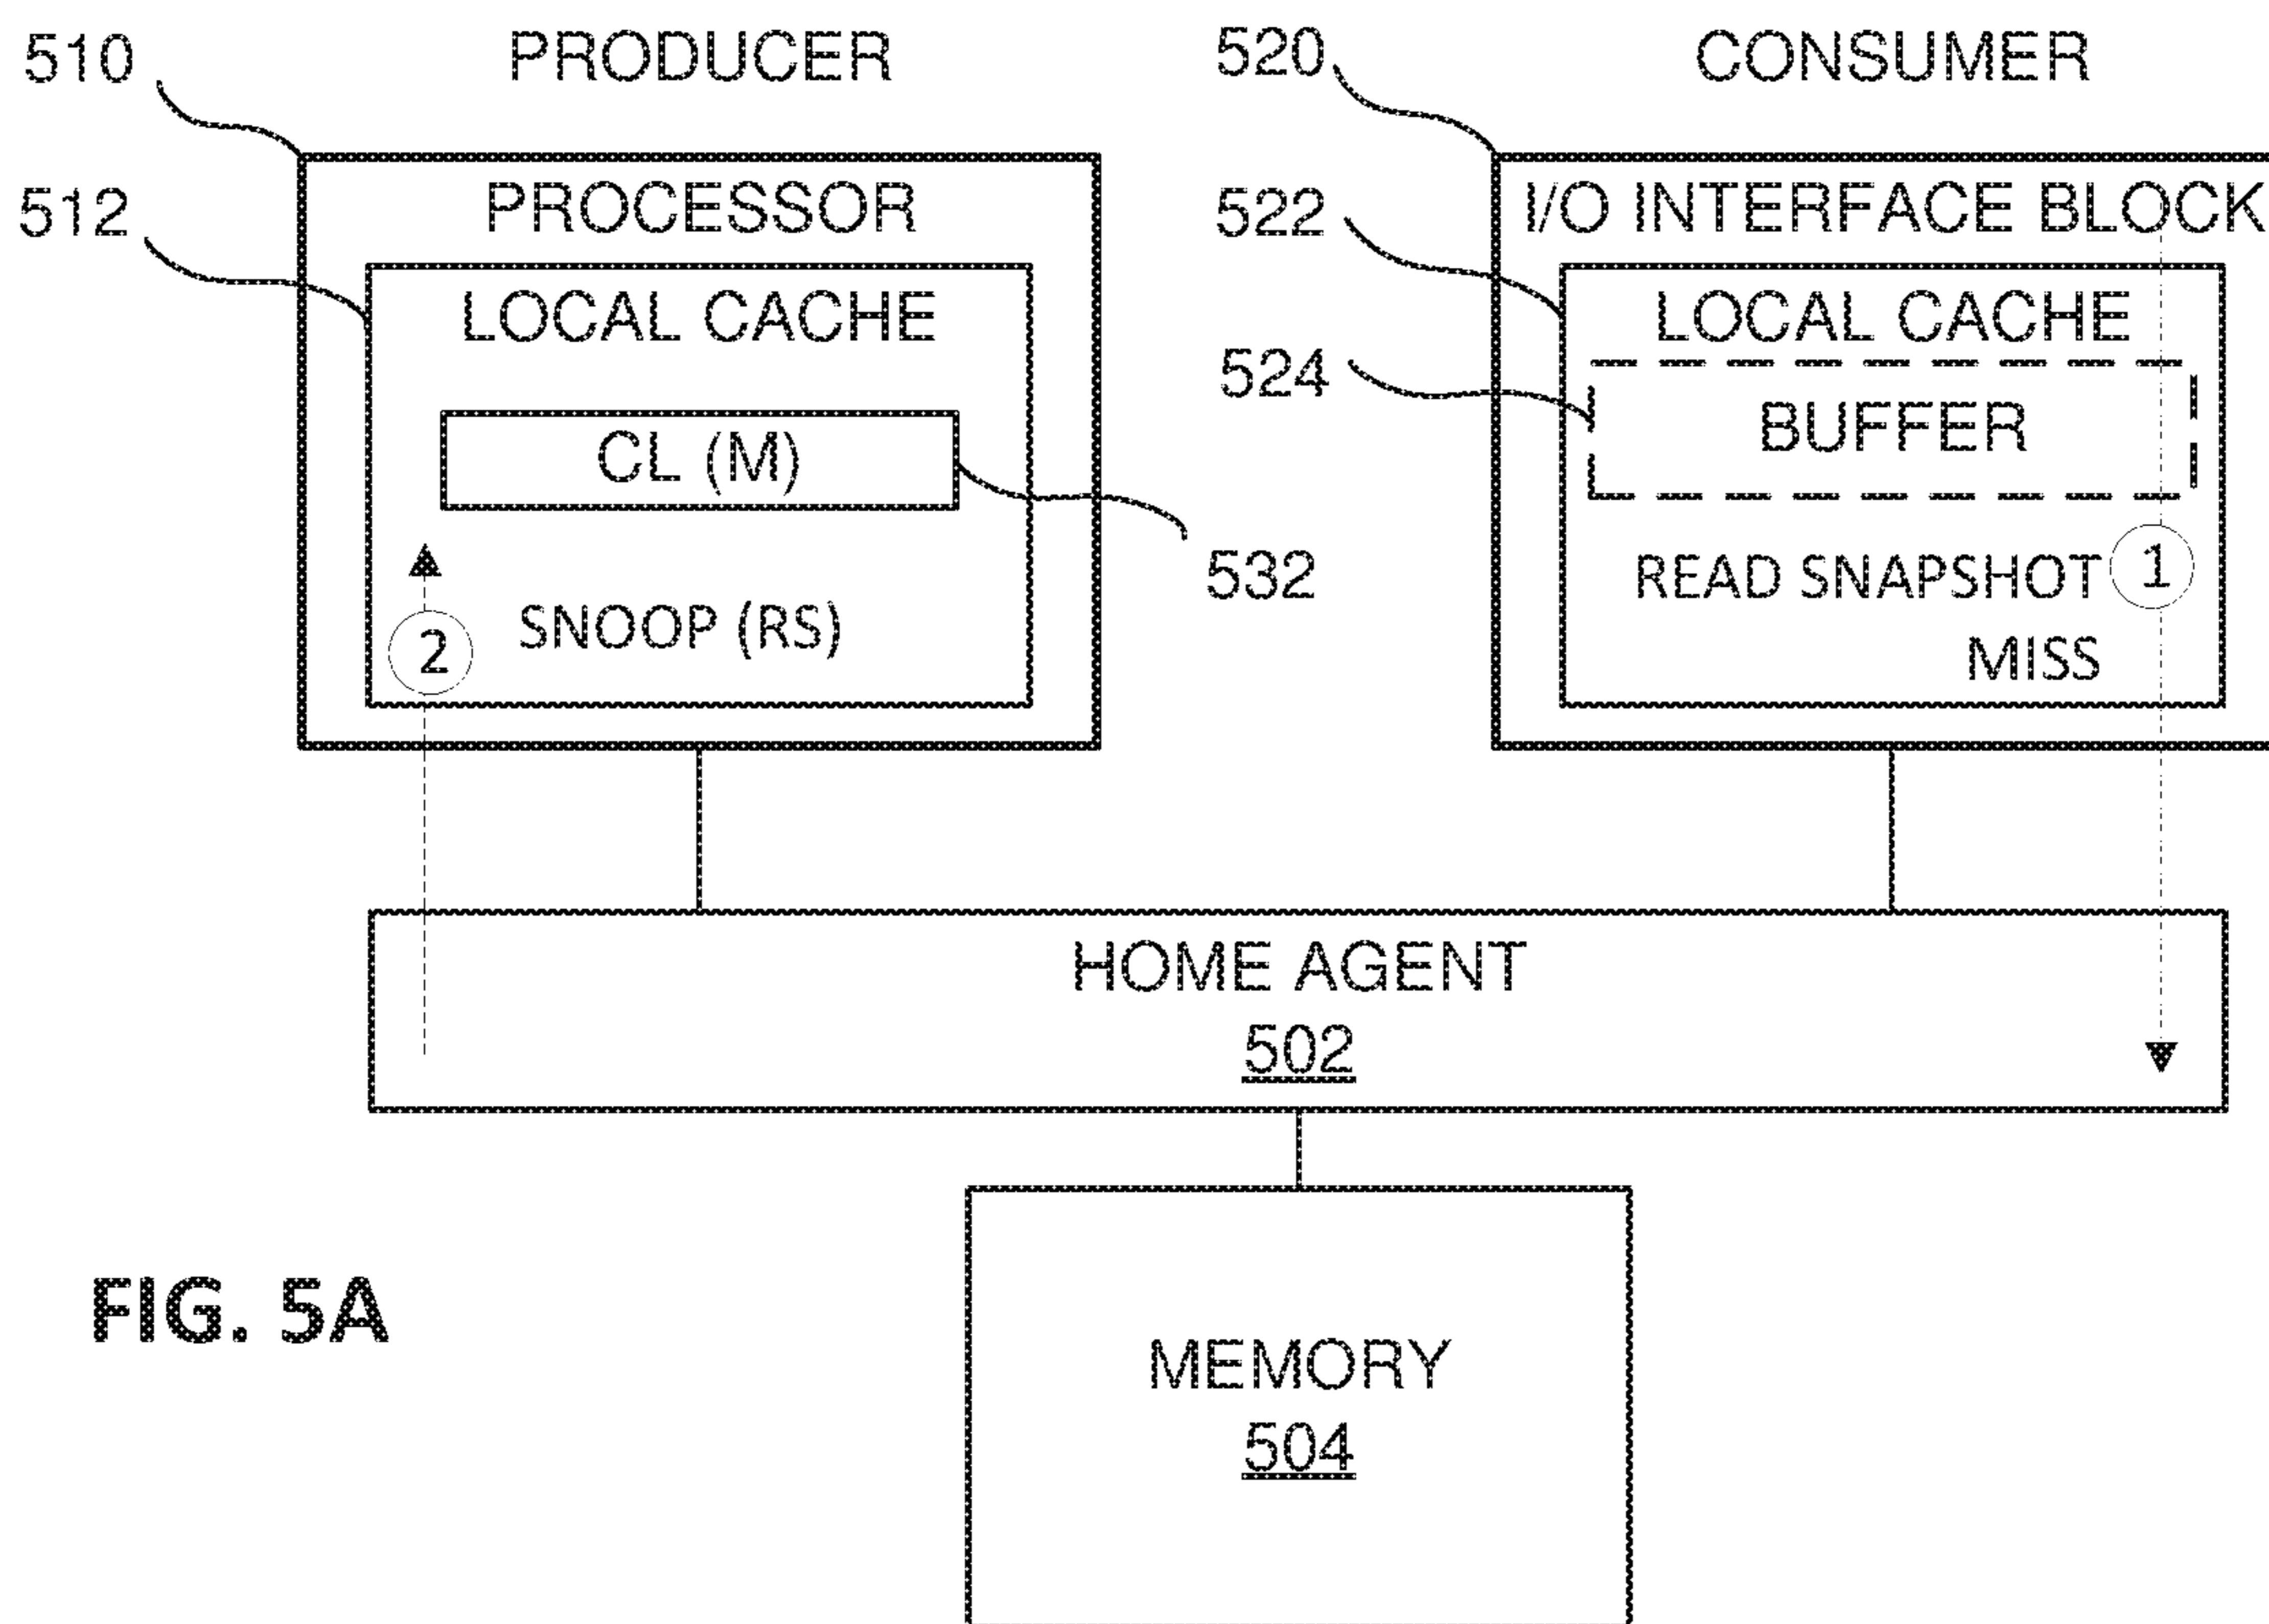 510
PRODUCER
520
CONSUMER
512
PROCESSOR
522
I/O INTERFACE BLOCK
LOCAL CACHE
524
LOCAL CACHE
CL (M)
BUFFER
532
READ SNAPSHOT
1
MISS
2
SNOOP (RS)
HOME AGENT
502
MEMORY
504
FIG. 5A